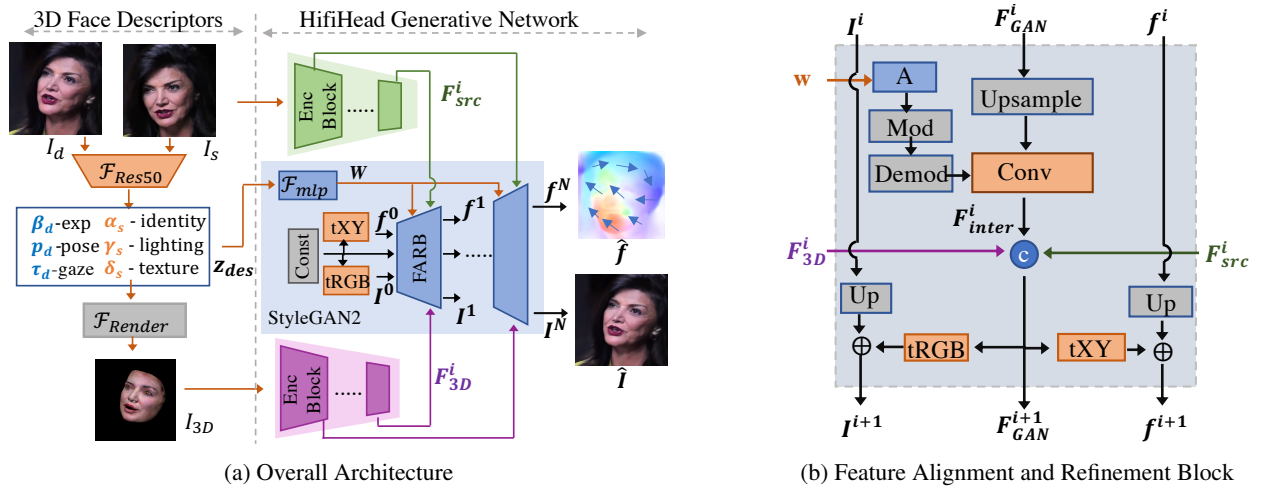 3D Face Descriptors
HifiHead Generative Network
I_d
I_s
F_Res50
β_d-exp α_s - identity
p_d-pose γ_s - lighting
τ_d-gaze δ_s - texture
z_des
F_Render
I_3D
Enc Block
.....
F^i_src
F_mlp
w
Const
tXY
tRGB
f^0
I^0
FARB
f^1
.....
I^1
StyleGAN2
f^N
I^N
f̂
Î
Enc Block
.....
F^i_3D
(a) Overall Architecture
I^i
F^i_GAN
f^i
w
A
Upsample
Mod
Demod
Conv
F^i_inter
F^i_3D
c
F^i_src
Up
Up
tRGB
tXY
I^{i+1}
F^{i+1}_GAN
f^{i+1}
(b) Feature Alignment and Refinement Block